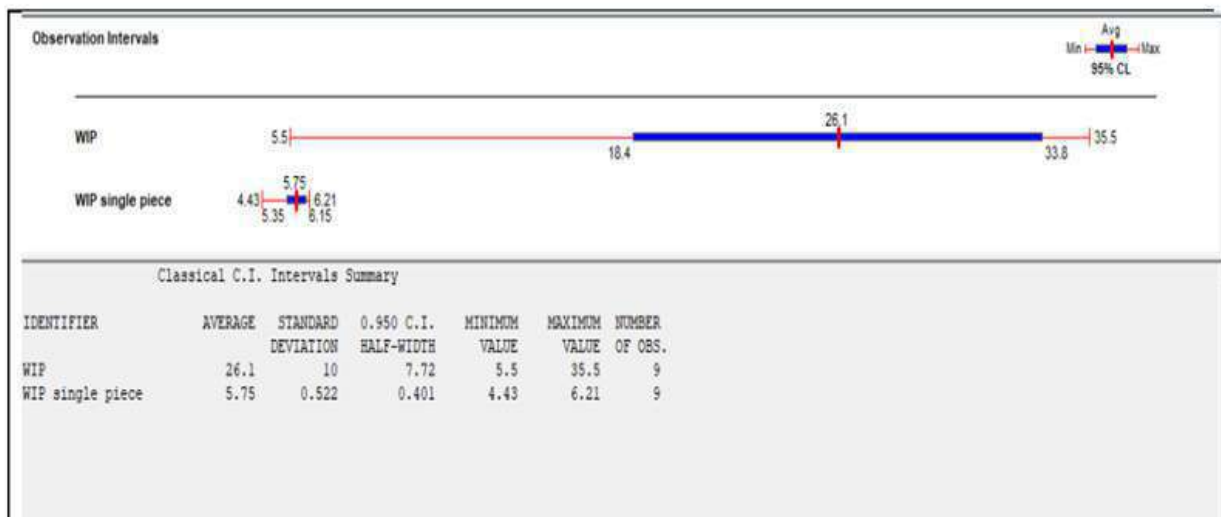 Observation Intervals
Avg
Min Max
95% CL
WIP 5.5 26.1 35.5
18.4 33.8
WIP single piece 4.43 5.75 6.21
5.35 6.15
Classical C.I. Intervals Summary
IDENTIFIER AVERAGE STANDARD 0.950 C.I. MINIMUM MAXIMUM NUMBER
DEVIATION HALF-WIDTH VALUE VALUE OF OBS.
WIP 26.1 10 7.72 5.5 35.5 9
WIP single piece 5.75 0.522 0.401 4.43 6.21 9